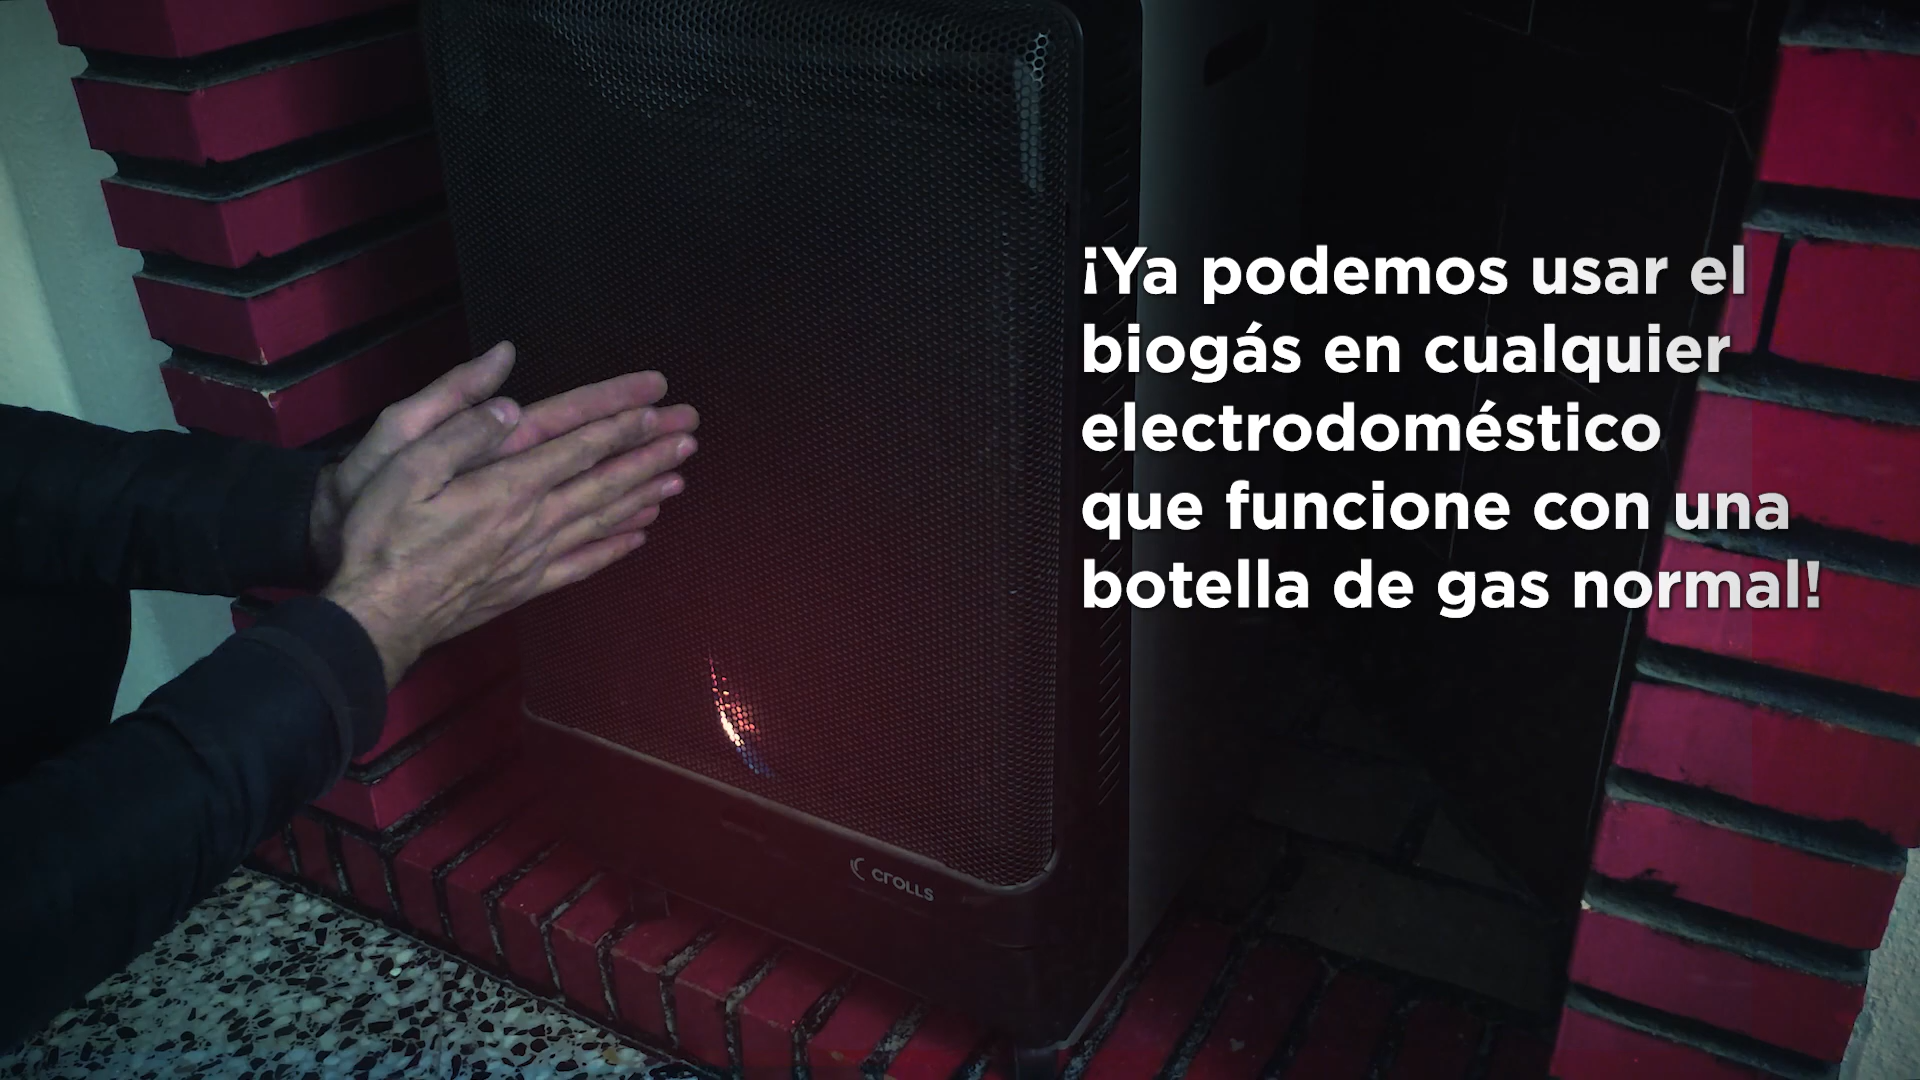 ¡Ya podemos usar el
biogás en cualquier
electrodoméstico
que funcione con una
botella de gas normal!
crolls